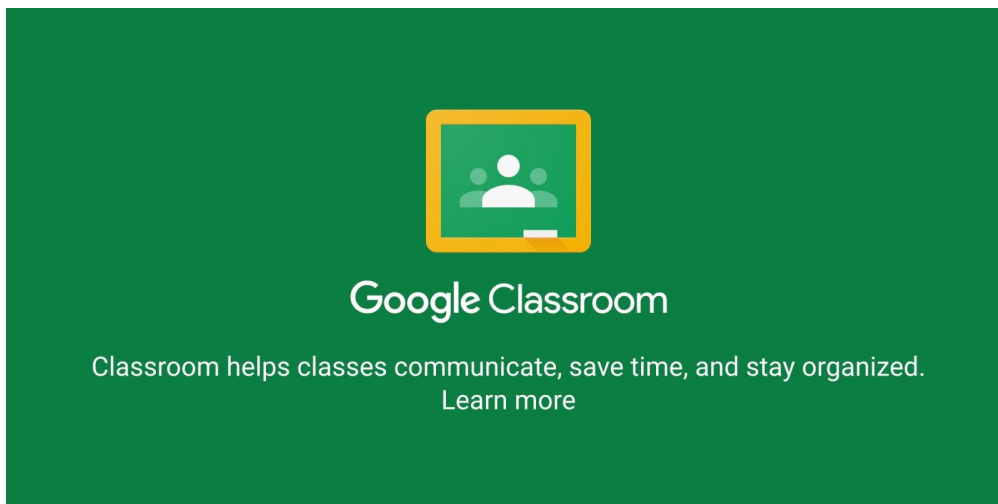 Google Classroom
Classroom helps classes communicate, save time, and stay organized.
Learn more